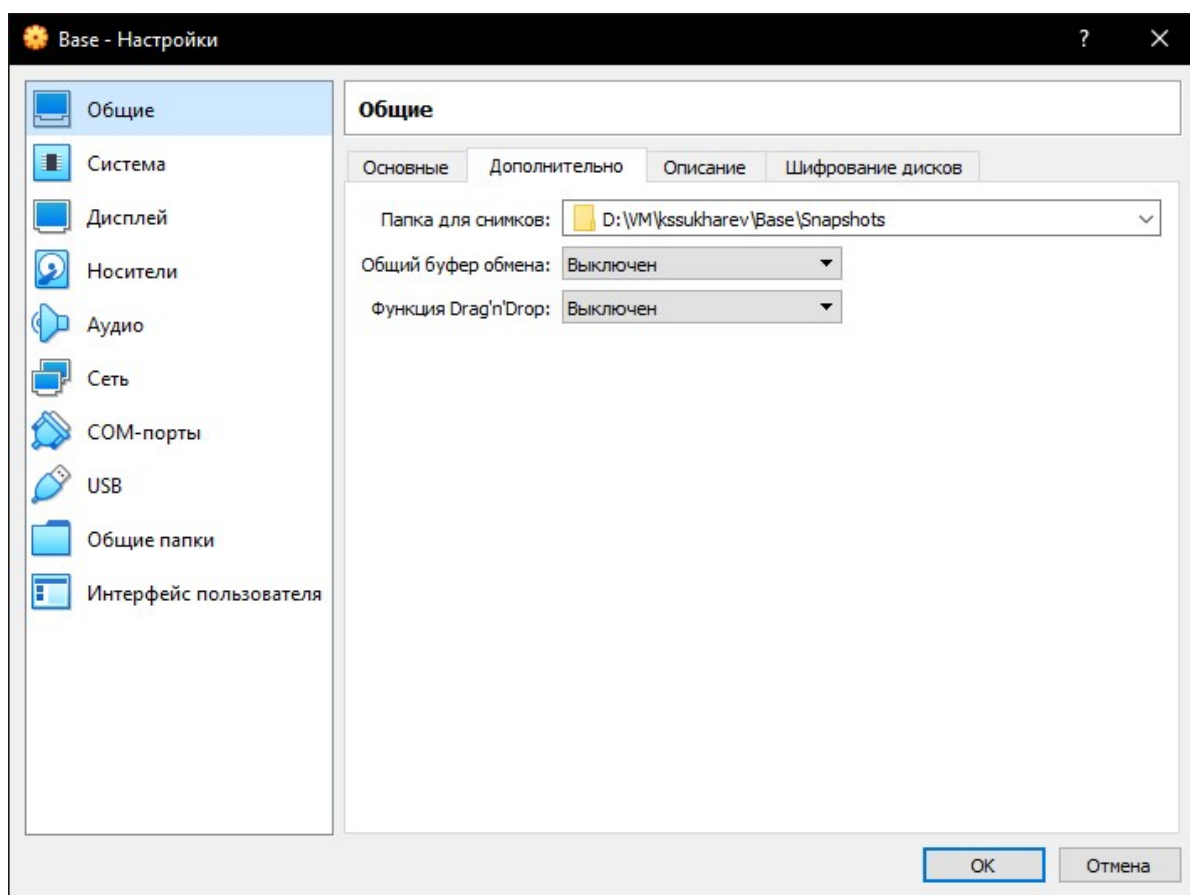 Base - Настройки
?
Общие
Система
Дисплей
Носители
Аудио
Сеть
COM-порты
USB
Общие папки
Интерфейс пользователя
Общие
Основные Дополнительно Описание Шифрование дисков
Папка для снимков: D:\VM\kssukharev\Base\Snapshots
Общий буфер обмена: Выключен
Функция Drag'n'Drop: Выключен
OK Отмена